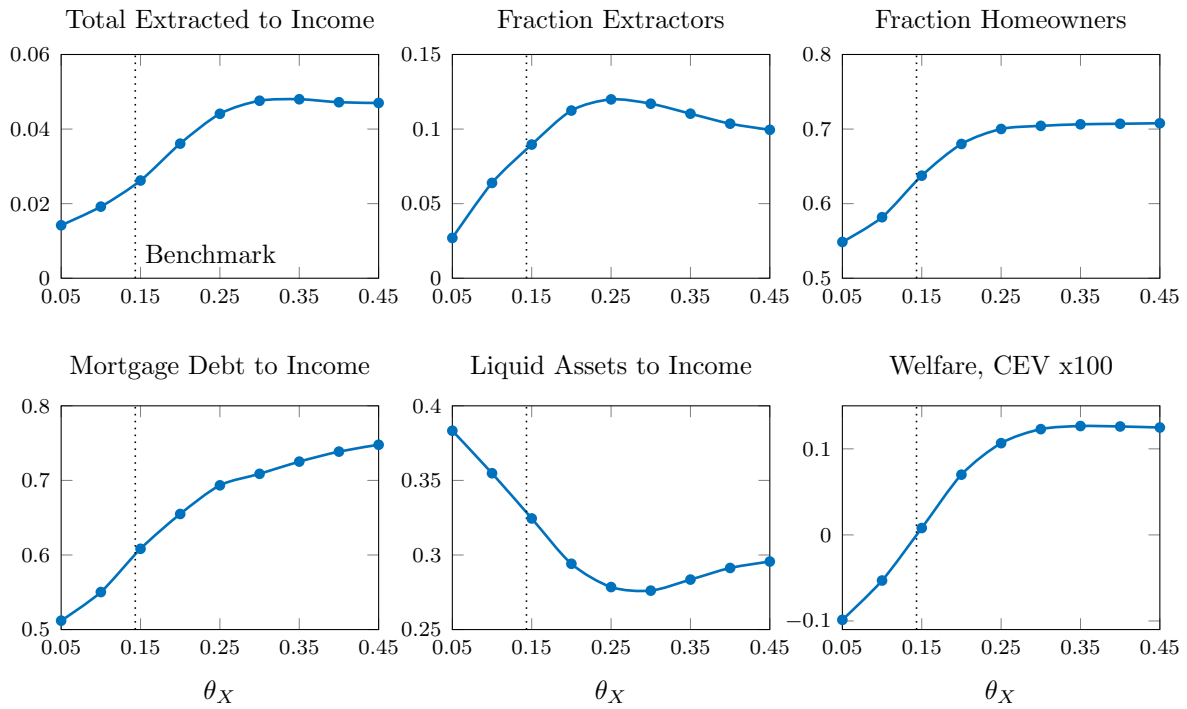 Total Extracted to Income
Fraction Extractors
Fraction Homeowners
0.06
0.04
0.02
0
0.05 0.15 0.25 0.35 0.45
Benchmark
0.15
0.1
0.05
0
0.05 0.15 0.25 0.35 0.45
0.8
0.7
0.6
0.5
0.05 0.15 0.25 0.35 0.45
Mortgage Debt to Income
Liquid Assets to Income
Welfare, CEV x100
0.8
0.7
0.6
0.5
0.05 0.15 0.25 0.35 0.45
θ_X
0.4
0.35
0.3
0.25
0.05 0.15 0.25 0.35 0.45
θ_X
0.1
0
−0.1
0.05 0.15 0.25 0.35 0.45
θ_X